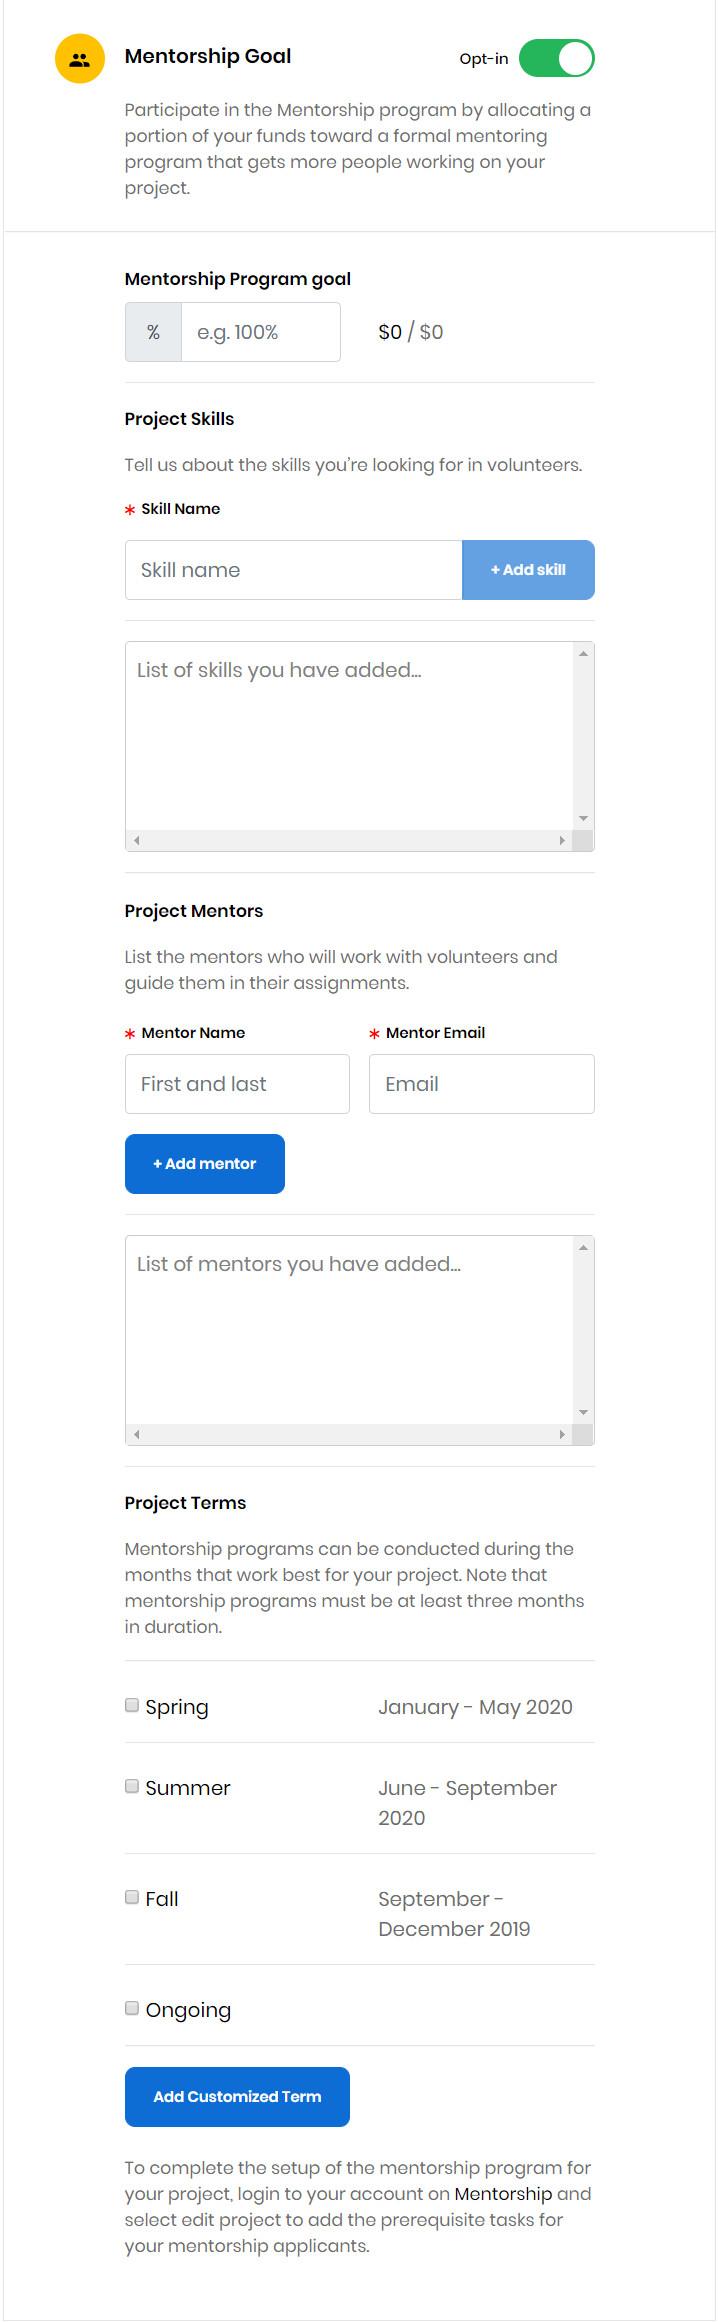 Mentorship Goal
Opt-in
Participate in the Mentorship program by allocating a
portion of your funds toward a formal mentoring
program that gets more people working on your
project.
Mentorship Program goal
% e.g. 100% $0 / $0
Project Skills
Tell us about the skills you're looking for in volunteers.
* Skill Name
Skill name + Add skill
List of skills you have added...
Project Mentors
List the mentors who will work with volunteers and
guide them in their assignments.
* Mentor Name * Mentor Email
First and last Email
+ Add mentor
List of mentors you have added...
Project Terms
Mentorship programs can be conducted during the
months that work best for your project. Note that
mentorship programs must be at least three months
in duration.
Spring January - May 2020
Summer June - September
2020
Fall September -
December 2019
Ongoing
Add Customized Term
To complete the setup of the mentorship program for
your project, login to your account on Mentorship and
select edit project to add the prerequisite tasks for
your mentorship applicants.